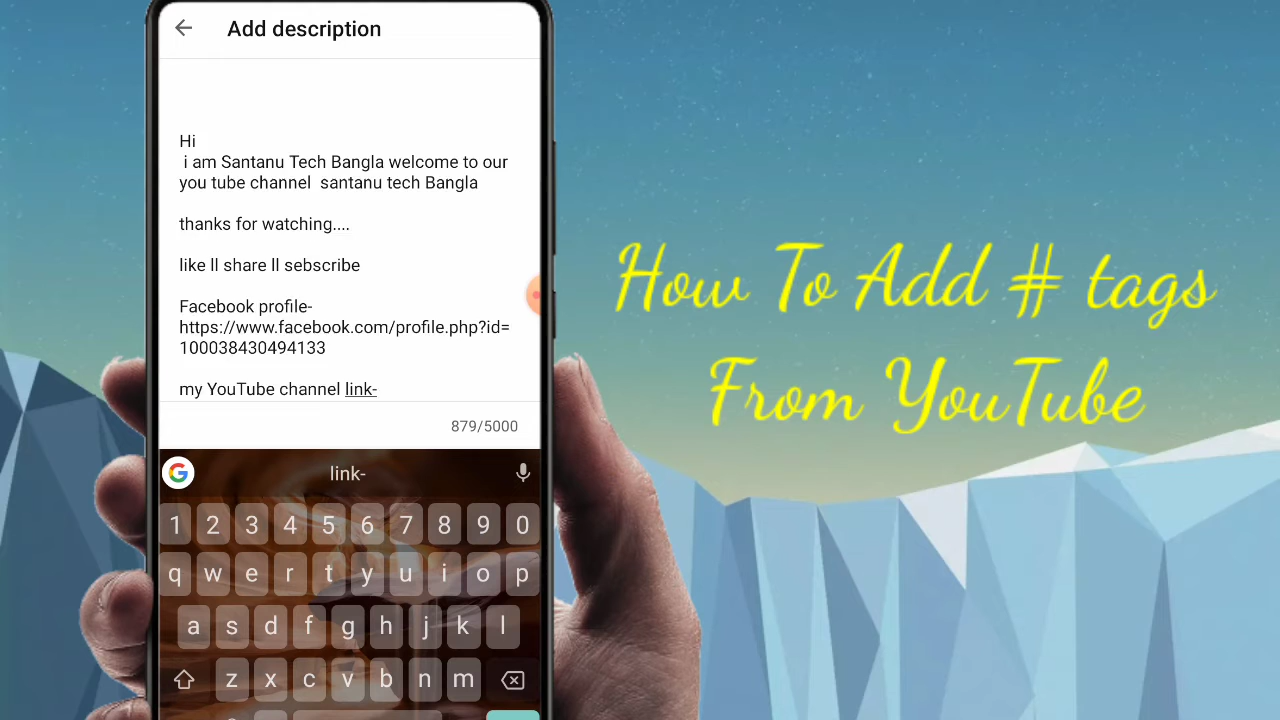 Add description
Hi
i am Santanu Tech Bangla welcome to our
you tube channel  santanu tech Bangla
thanks for watching....
like ll share ll sebscribe
Facebook profile-
https://www.facebook.com/profile.php?id=
100038430494133
my YouTube channel link-
879/5000
G link-
1 2 3 4 5 6 7 8 9 0
q w e r t y u i o p
a s d f g h j k l
z x c v b n m
How To Add # tags
From YouTube